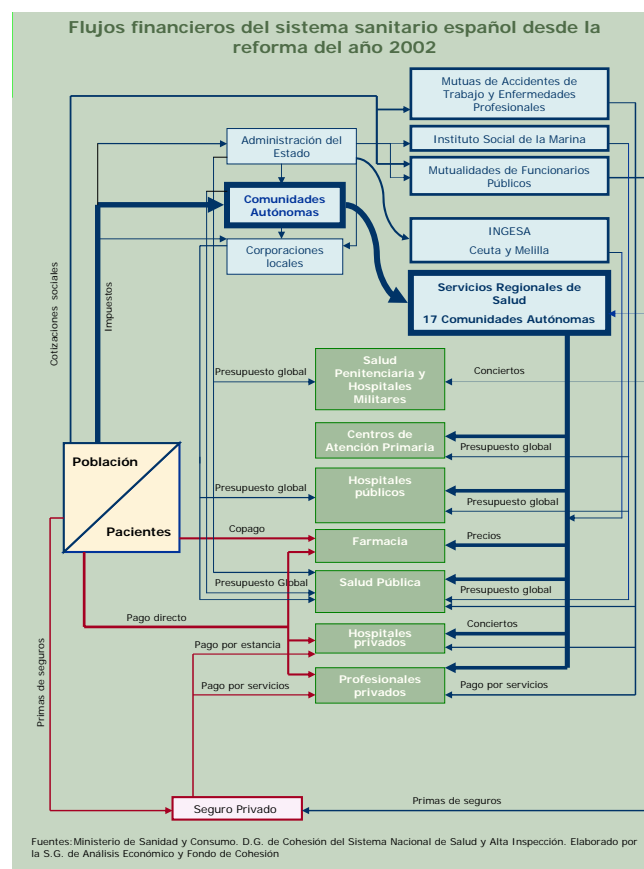 Flujos financieros del sistema sanitario español desde la
reforma del año 2002
Mutuas de Accidentes de
Trabajo y Enfermedades
Profesionales
Administración del
Estado
Instituto Social de la Marina
Mutualidades de Funcionarios
Públicos
Comunidades
Autónomas
INGESA
Ceuta y Melilla
Corporaciones
locales
Servicios Regionales de
Salud
17 Comunidades Autónomas
Cotizaciones sociales
Impuestos
Presupuesto global
Salud
Penitenciaria y
Hospitales
Militares
Conciertos
Centros de
Atención Primaria
Presupuesto global
Población
Pacientes
Presupuesto global
Hospitales
públicos
Presupuesto global
Copago
Farmacia
Precios
Presupuesto Global
Salud Pública
Presupuesto global
Pago directo
Conciertos
Hospitales
privados
Pago por estancia
Profesionales
privados
Pago por servicios
Pago por servicios
Primas de seguros
Seguro Privado
Primas de seguros
Fuentes:Ministerio de Sanidad y Consumo. D.G. de Cohesión del Sistema Nacional de Salud y Alta Inspección. Elaborado por
la S.G. de Análisis Económico y Fondo de Cohesión